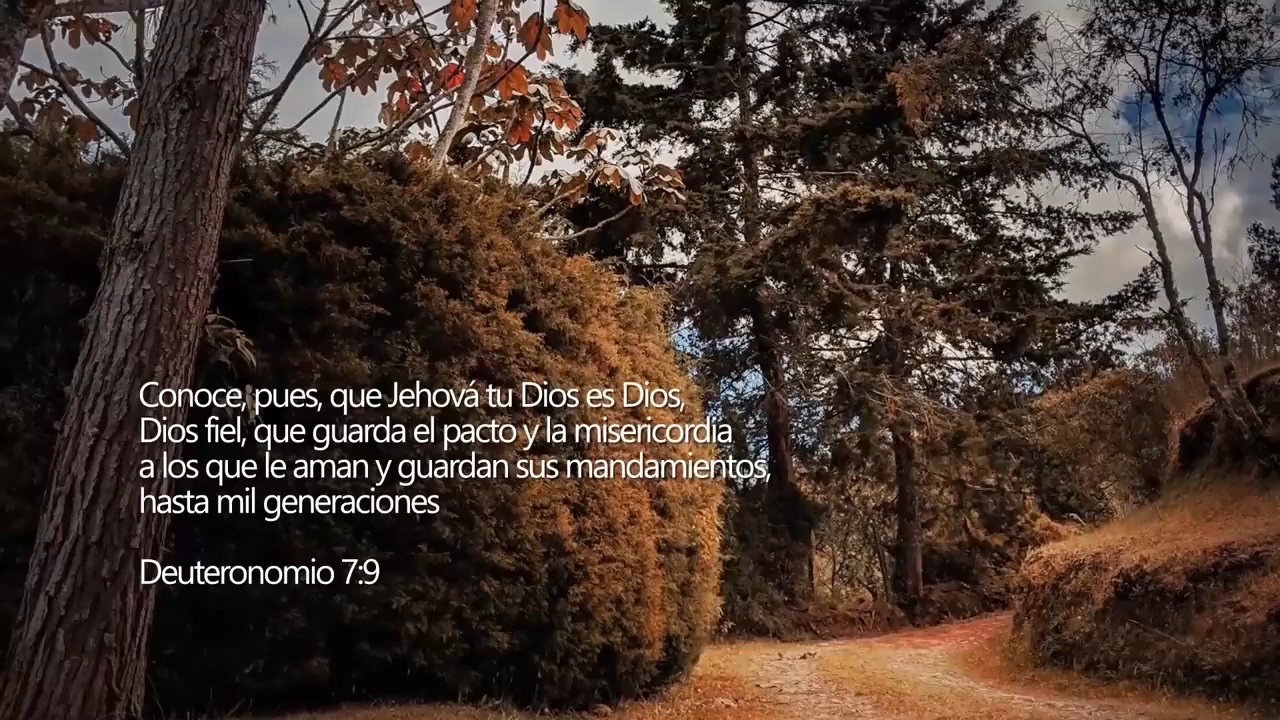 Conoce, pues, que Jehová tu Dios es Dios,
Dios fiel, que guarda el pacto y la misericordia
a los que le aman y guardan sus mandamientos,
hasta mil generaciones
Deuteronomio 7:9